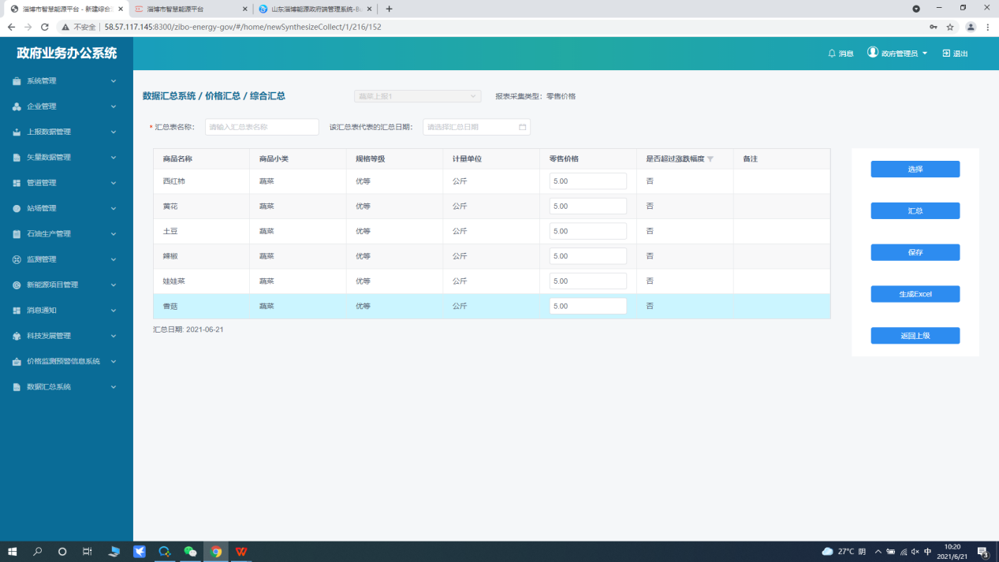 淄博市智慧能源平台 - 新建综合 淄博市智慧能源平台 山东淄博能源政府端管理系统-B
不安全 58.57.117.145:8300/zibo-energy-gov/#/home/newSynthesizeCollect/1/216/152
政府业务办公系统 消息 政府管理员 退出
系统管理
企业管理
上报数据管理
矢量数据管理
管道管理
站场管理
石油生产管理
监测管理
新能源项目管理
消息通知
科技发展管理
价格监测预警信息系统
数据汇总系统
数据汇总系统 / 价格汇总 / 综合汇总 蔬菜上报1 报表采集类型: 零售价格
* 汇总表名称: 请输入汇总表名称 该汇总表代表的汇总日期: 请选择汇总日期
商品名称 商品小类 规格等级 计量单位 零售价格 是否超过涨跌幅度 备注
西红柿 蔬菜 优等 公斤 5.00 否
黄花 蔬菜 优等 公斤 5.00 否
土豆 蔬菜 优等 公斤 5.00 否
辣椒 蔬菜 优等 公斤 5.00 否
娃娃菜 蔬菜 优等 公斤 5.00 否
香菇 蔬菜 优等 公斤 5.00 否
汇总日期: 2021-06-21
选择
汇总
保存
生成Excel
返回上级
27°C 阴 中 10:20
2021/6/21 3